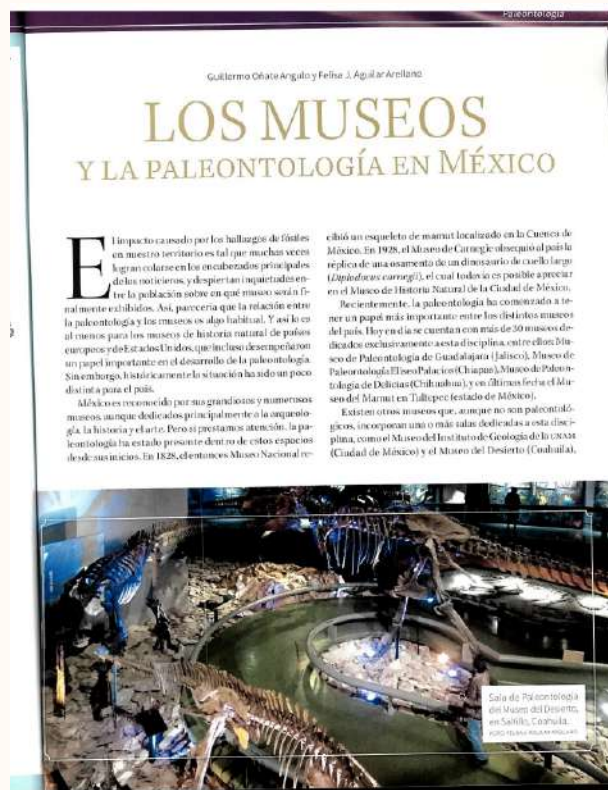 Paleontología
Guillermo Oñate Angulo y Felisa J. Aguilar Arellano
LOS MUSEOS
Y LA PALEONTOLOGÍA EN MÉXICO
El impacto causado por los hallazgos de fósiles
en nuestro territorio es tal que muchas veces
logran colarse en los encabezados principales
de los noticieros, y despiertan inquietudes en-
tre la población sobre en qué museo serán fi-
nalmente exhibidos. Así, parecería que la relación entre
la paleontología y los museos es algo habitual. Y así lo es
al menos para los museos de historia natural de países
europeos y de Estados Unidos, que incluso desempeñaron
un papel importante en el desarrollo de la paleontología.
Sin embargo, históricamente la situación ha sido un poco
distinta para el país.
México es reconocido por sus grandiosos y numerosos
museos, aunque dedicados principalmente a la arqueolo-
gía, la historia y el arte. Pero si prestamos atención, la pa-
leontología ha estado presente dentro de estos espacios
desde sus inicios. En 1828, el entonces Museo Nacional re-
cibió un esqueleto de mamut localizado en la Cuenca de
México. En 1928, el Museo de Carnegie obsequió al país la
réplica de una osamenta de un dinosaurio de cuello largo
(Diplodocus carnegii), el cual todavía es posible apreciar
en el Museo de Historia Natural de la Ciudad de México.
Recientemente, la paleontología ha comenzado a te-
ner un papel más importante entre los distintos museos
del país. Hoy en día se cuentan con más de 30 museos de-
dicados exclusivamente a esta disciplina, entre ellos: Mu-
seo de Paleontología de Guadalajara (Jalisco), Museo de
Paleontología Eliseo Palacios (Chiapas), Museo de Paleon-
tología de Delicias (Chihuahua), y en últimas fechas el Mu-
seo del Mamut en Tultepec (estado de México).
Existen otros museos que, aunque no son paleontoló-
gicos, incorporan una o más salas dedicadas a esta disci-
plina, como el Museo del Instituto de Geología de la UNAM
(Ciudad de México) y el Museo del Desierto (Coahuila),
Sala de Paleontología
del Museo del Desierto,
en Saltillo, Coahuila.
FOTO: FELISA AGUILAR ARELLANO